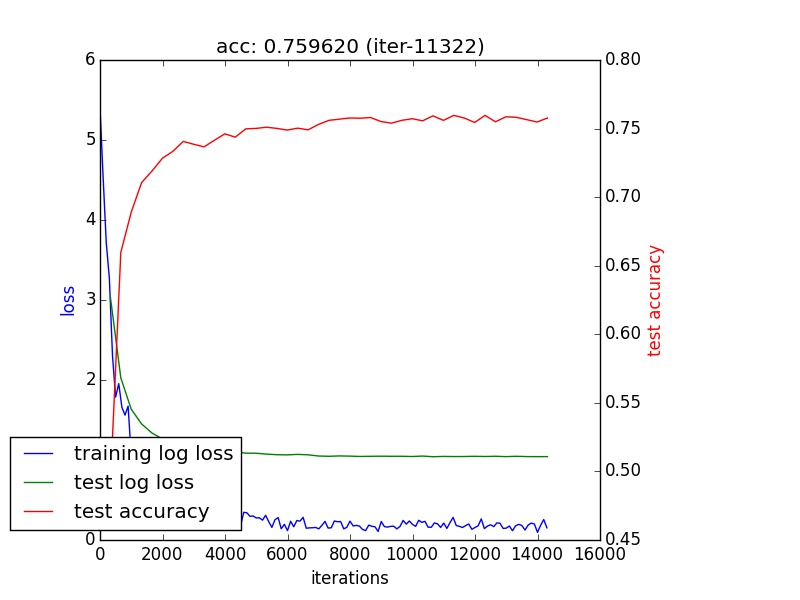 acc: 0.759620 (iter-11322)
6
5
4
3
2
0
loss
0.80
0.75
0.70
0.65
0.60
0.55
0.50
0.45
test accuracy
training log loss
test log loss
test accuracy
0 2000 4000 6000 8000 10000 12000 14000 16000
iterations